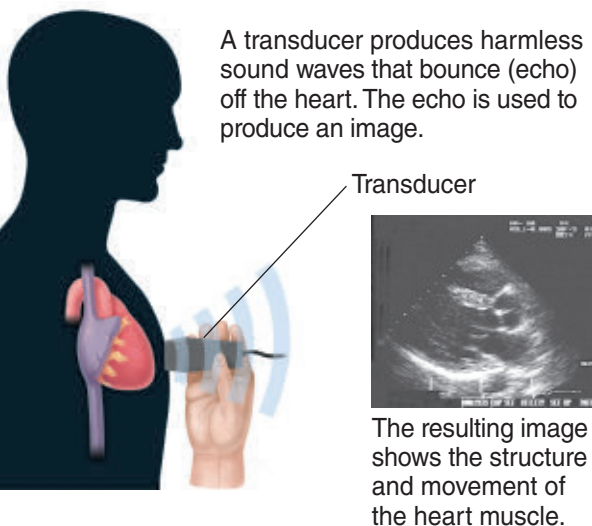 A transducer produces harmless
sound waves that bounce (echo)
off the heart. The echo is used to
produce an image.
Transducer
The resulting image
shows the structure
and movement of
the heart muscle.